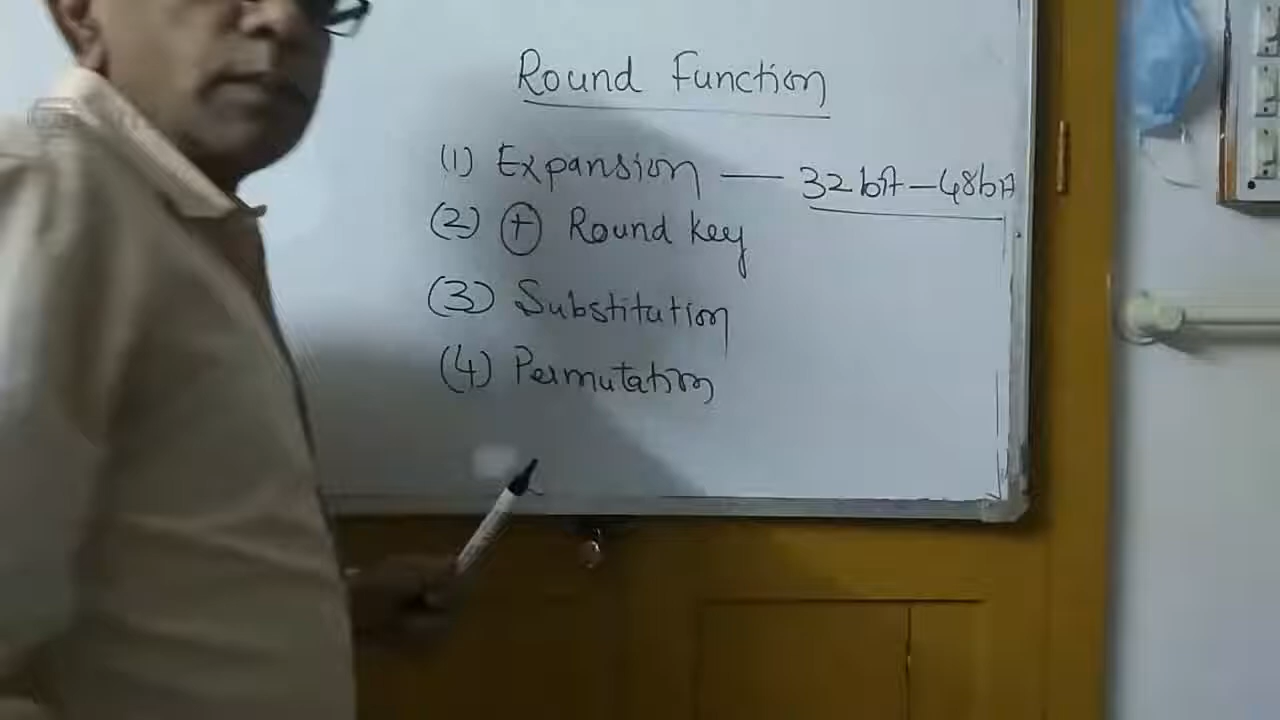 Round Function
(1) Expansion — 32 bit – 48 bit
(2) ⊕ Round key
(3) Substitution
(4) Permutation